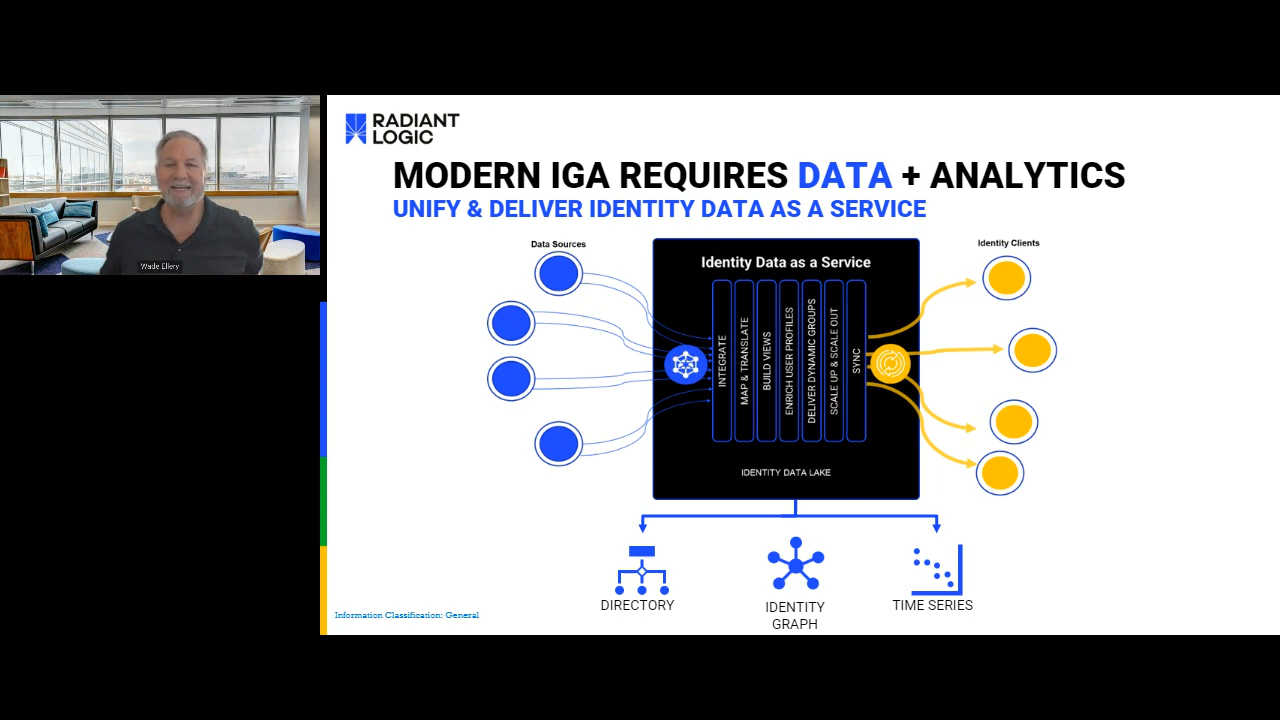 Wade Ellery
RADIANT
LOGIC
MODERN IGA REQUIRES DATA + ANALYTICS
UNIFY & DELIVER IDENTITY DATA AS A SERVICE
Data Sources
Identity Clients
Identity Data as a Service
INTEGRATE
MAP & TRANSLATE
BUILD VIEWS
ENRICH USER PROFILES
DELIVER DYNAMIC GROUPS
SCALE UP & SCALE OUT
SYNC
IDENTITY DATA LAKE
DIRECTORY
IDENTITY
GRAPH
TIME SERIES
Information Classification: General